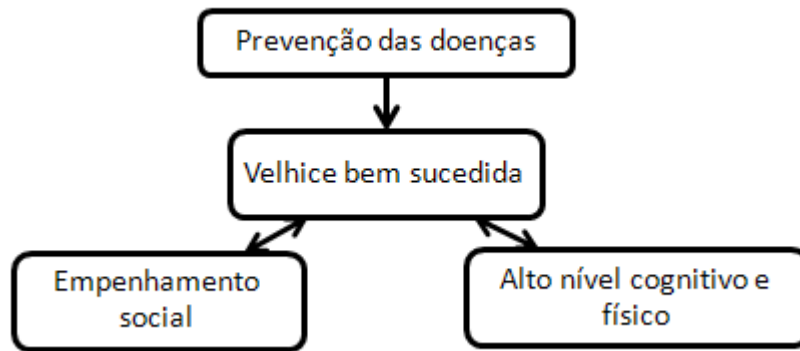 Prevenção das doenças
Velhice bem sucedida
Empenhamento
social
Alto nível cognitivo e
físico